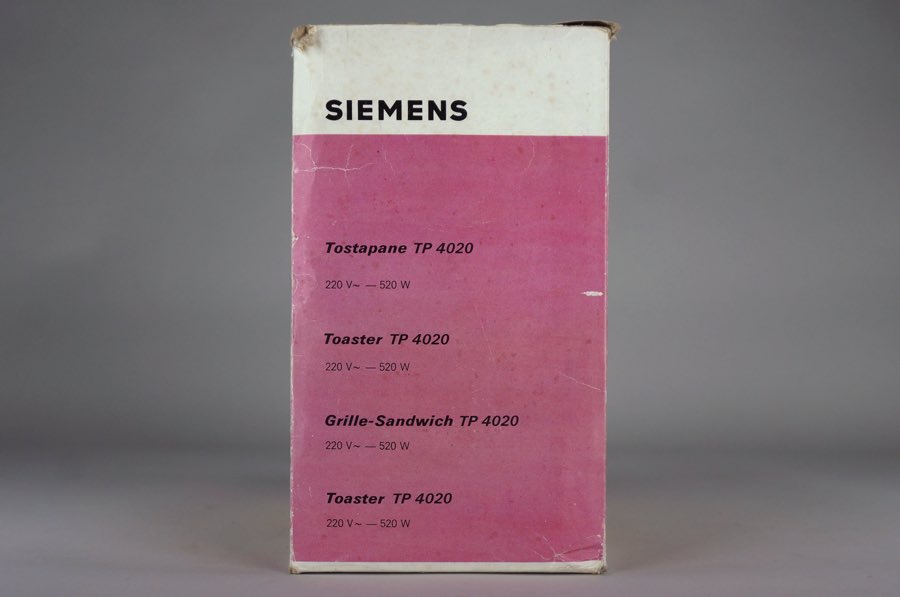 SIEMENS
Tostapane TP 4020
220 V~ — 520 W
Toaster TP 4020
220 V~ — 520 W
Grille-Sandwich TP 4020
220 V~ — 520 W
Toaster TP 4020
220 V~ — 520 W